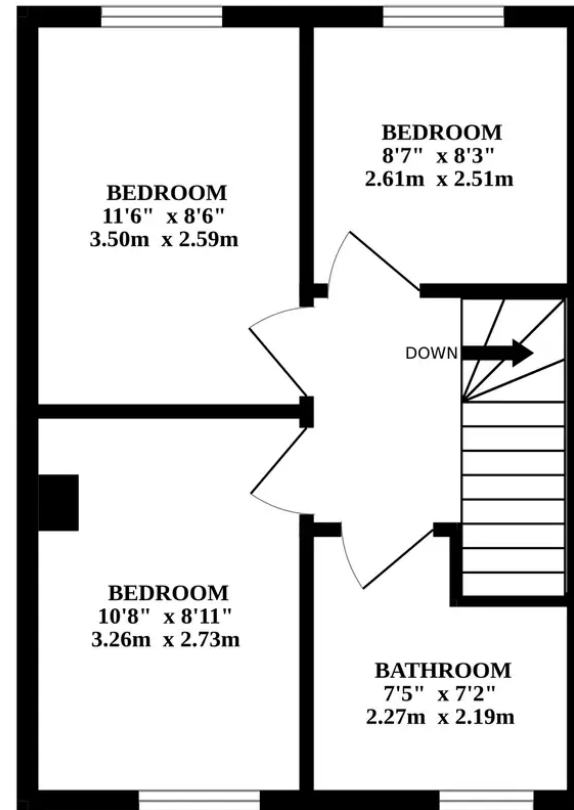 BEDROOM
11'6" x 8'6"
3.50m x 2.59m
BEDROOM
8'7" x 8'3"
2.61m x 2.51m
DOWN
BEDROOM
10'8" x 8'11"
3.26m x 2.73m
BATHROOM
7'5" x 7'2"
2.27m x 2.19m